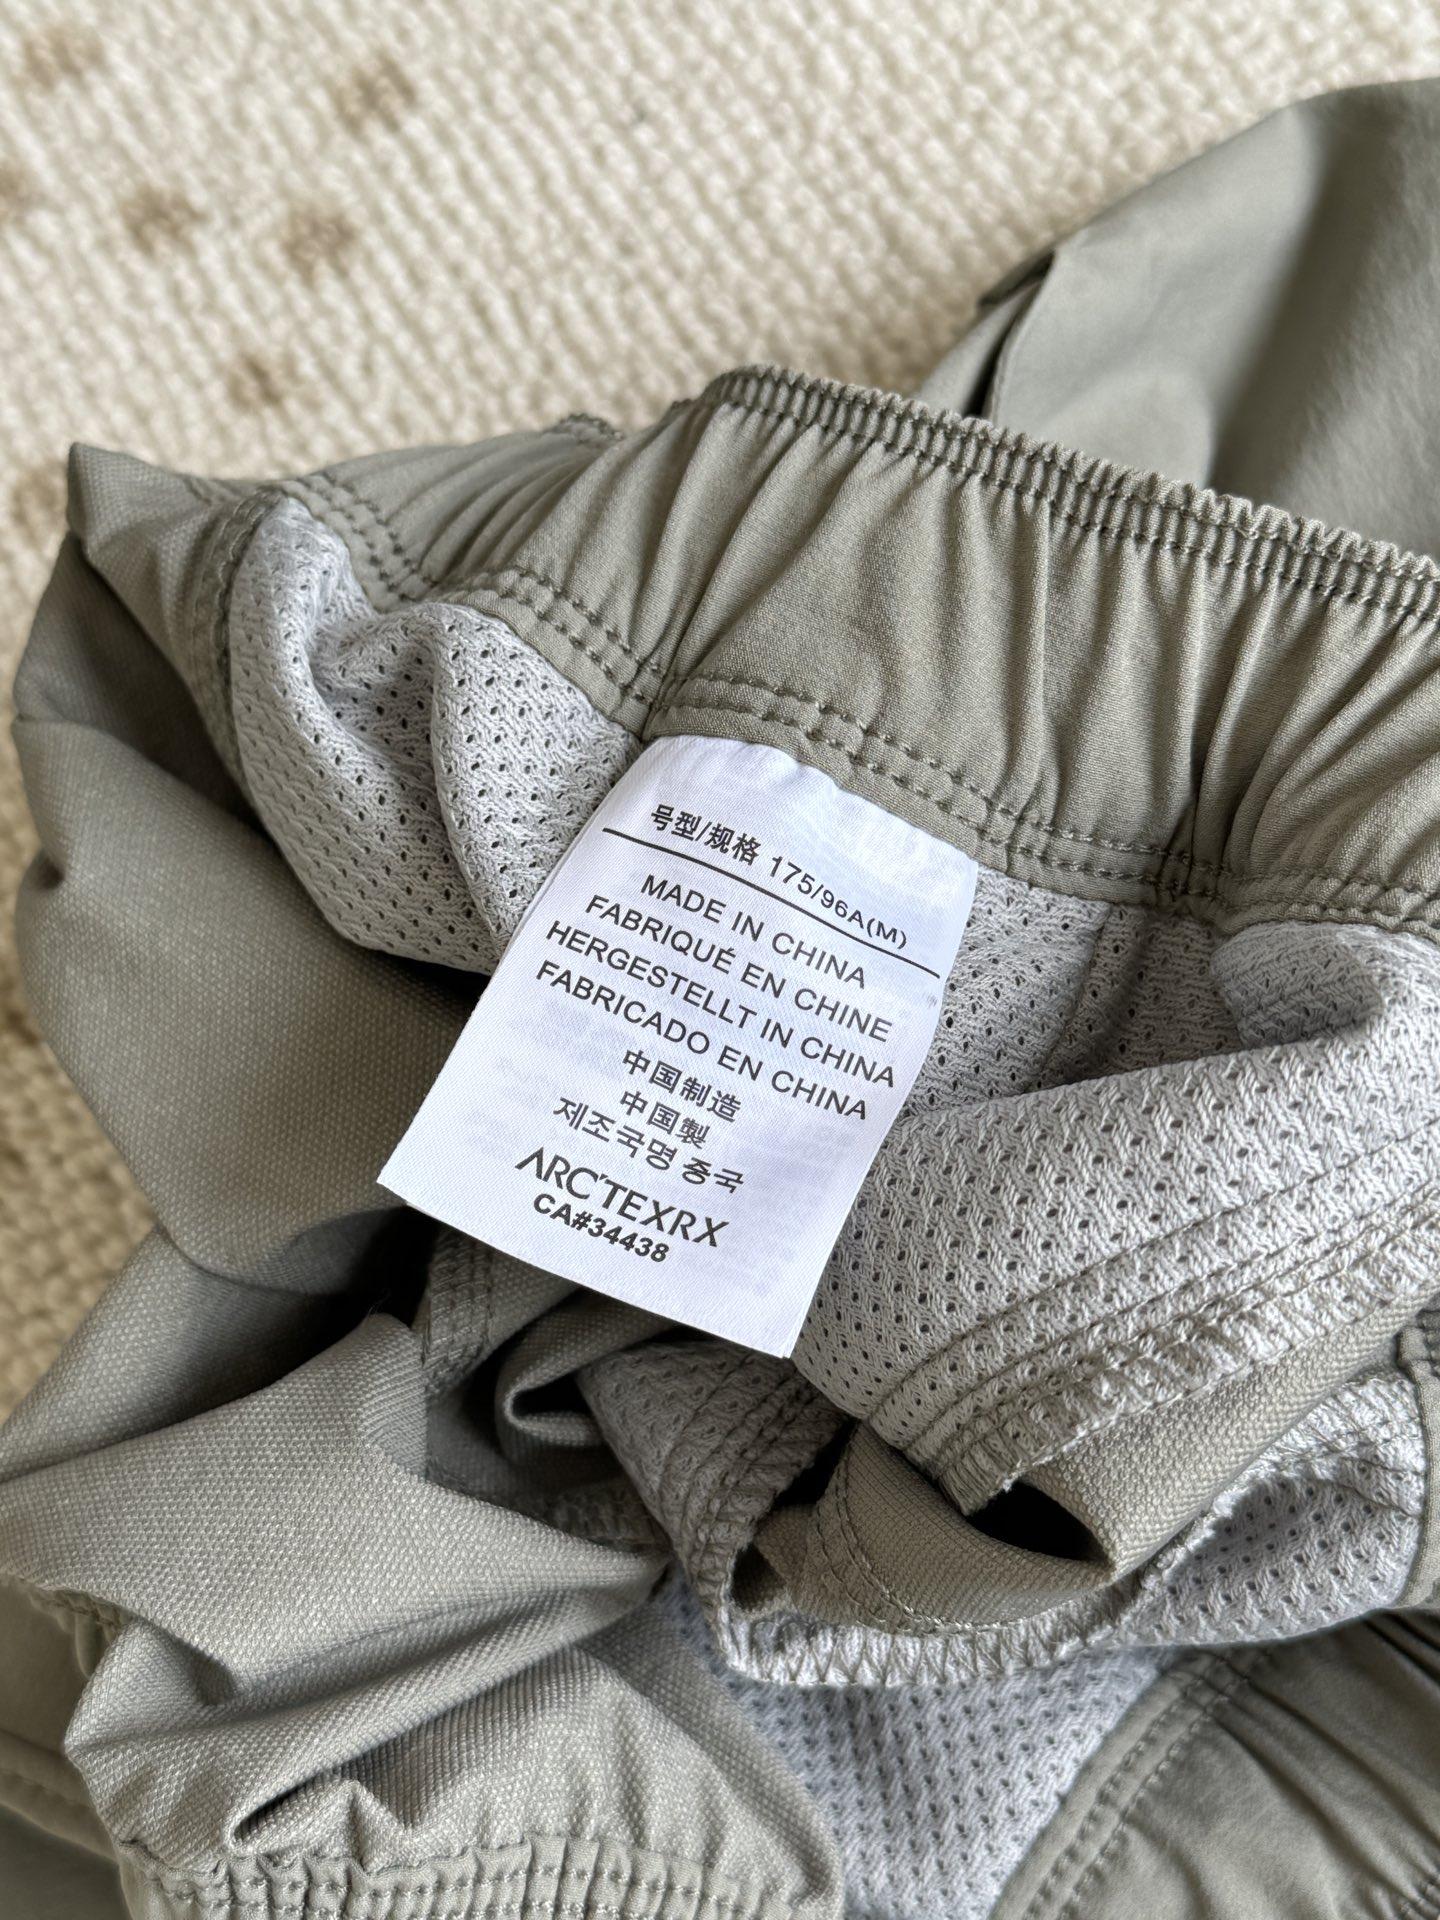 号型/规格 175/96A(M)
MADE IN CHINA
FABRIQUÉ EN CHINE
HERGESTELLT IN CHINA
FABRICADO EN CHINA
中国制造
中国製
제조국명 중국
ARC'TEXRX
CA#34438